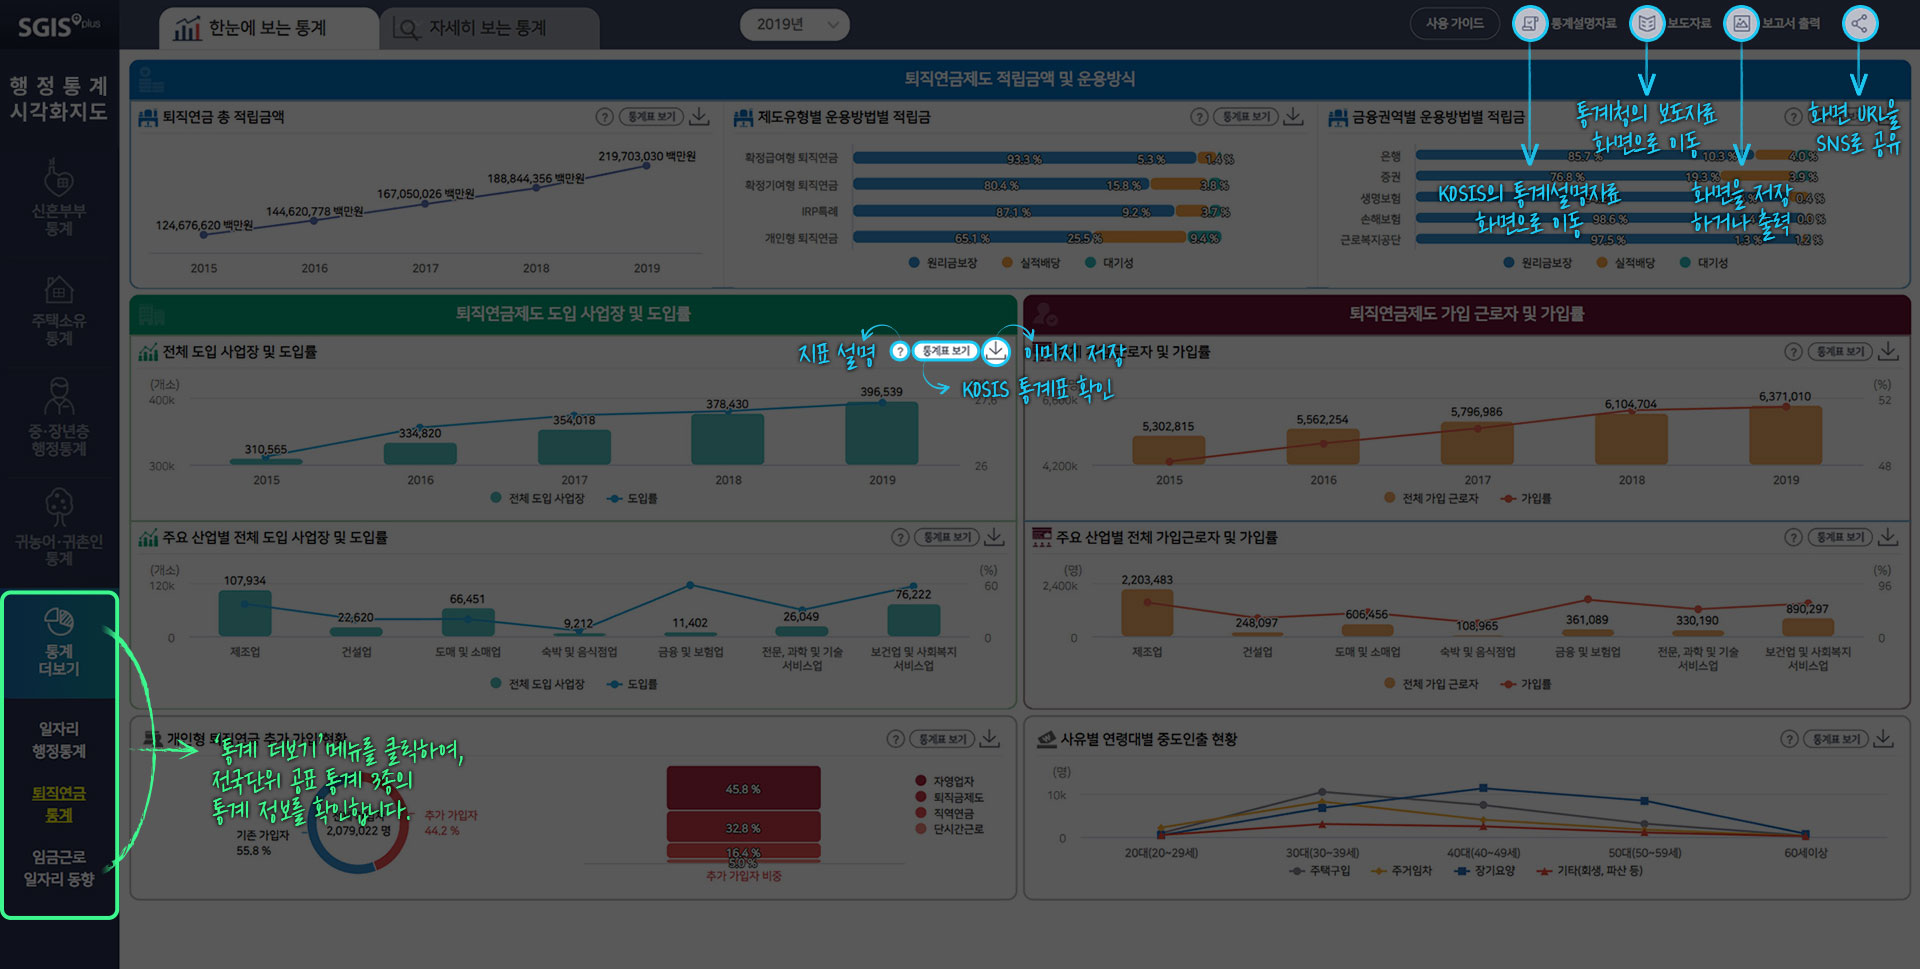 SGIS plus
한눈에 보는 통계
자세히 보는 통계
2019년
사용 가이드
통계설명자료
보도자료
보고서 출력
행정통계
시각화지도
신혼부부
통계
주택소유
통계
중·장년층
행정통계
귀농어·귀촌인
통계
통계
더보기
일자리
행정통계
퇴직연금
통계
임금근로
일자리 동향
퇴직연금제도 적립금액 및 운용방식
퇴직연금 총 적립금액
? 통계표 보기
124,676,620 백만원
144,620,778 백만원
167,050,026 백만원
188,844,356 백만원
219,703,030 백만원
2015 2016 2017 2018 2019
제도유형별 운용방법별 적립금
? 통계표 보기
확정급여형 퇴직연금 93.3 % 5.3 % 1.4 %
확정기여형 퇴직연금 80.4 % 15.8 % 3.8 %
IRP특례 87.1 % 9.2 % 3.7 %
개인형 퇴직연금 65.1 % 25.5 % 9.4 %
원리금보장 실적배당 대기성
금융권역별 운용방법별 적립금
?
은행 85.7 % 10.3 % 4.0 %
증권 76.8 % 19.3 % 3.9 %
생명보험 0.4 %
손해보험 98.6 % 0.3 %
근로복지공단 97.5 % 1.3 % 1.2 %
원리금보장 실적배당 대기성
KOSIS의 통계설명자료
화면으로 이동
통계청의 보도자료
화면으로 이동
화면을 저장
하거나 출력
화면 URL을
SNS로 공유
퇴직연금제도 도입 사업장 및 도입률
전체 도입 사업장 및 도입률
지표 설명
? 통계표 보기
이미지 저장
KOSIS 통계표 확인
(개소)
400k
300k
310,565 334,820 354,018 378,430 396,539
27.6
26
2015 2016 2017 2018 2019
전체 도입 사업장 도입률
주요 산업별 전체 도입 사업장 및 도입률
? 통계표 보기
(개소) (%)
120k 60
0 0
107,934 22,620 66,451 9,212 11,402 26,049 76,222
제조업 건설업 도매 및 소매업 숙박 및 음식점업 금융 및 보험업 전문, 과학 및 기술 서비스업 보건업 및 사회복지 서비스업
전체 도입 사업장 도입률
퇴직연금제도 가입 근로자 및 가입률
근로자 및 가입률
? 통계표 보기
(%)
6,600k 52
4,200k 48
5,302,815 5,562,254 5,796,986 6,104,704 6,371,010
2015 2016 2017 2018 2019
전체 가입 근로자 가입률
주요 산업별 전체 가입근로자 및 가입률
? 통계표 보기
(명) (%)
2,400k 96
0 0
2,203,483 248,097 606,456 108,965 361,089 330,190 890,297
제조업 건설업 도매 및 소매업 숙박 및 음식점업 금융 및 보험업 전문, 과학 및 기술 서비스업 보건업 및 사회복지 서비스업
전체 가입 근로자 가입률
개인형 퇴직연금 추가 가입 현황
? 통계표 보기
'통계 더보기'메뉴를 클릭하여,
전국단위 공표 통계 3종의
통계 정보를 확인합니다.
기존 가입자
55.8 %
2,079,022 명
추가 가입자
44.2 %
45.8 %
32.8 %
16.4 %
5.0 %
추가 가입자 비중
자영업자
퇴직금제도
직역연금
단시간근로
사유별 연령대별 중도인출 현황
? 통계표 보기
(명)
10k
0
20대(20~29세) 30대(30~39세) 40대(40~49세) 50대(50~59세) 60세이상
주택구입 주거임차 장기요양 기타(회생, 파산 등)